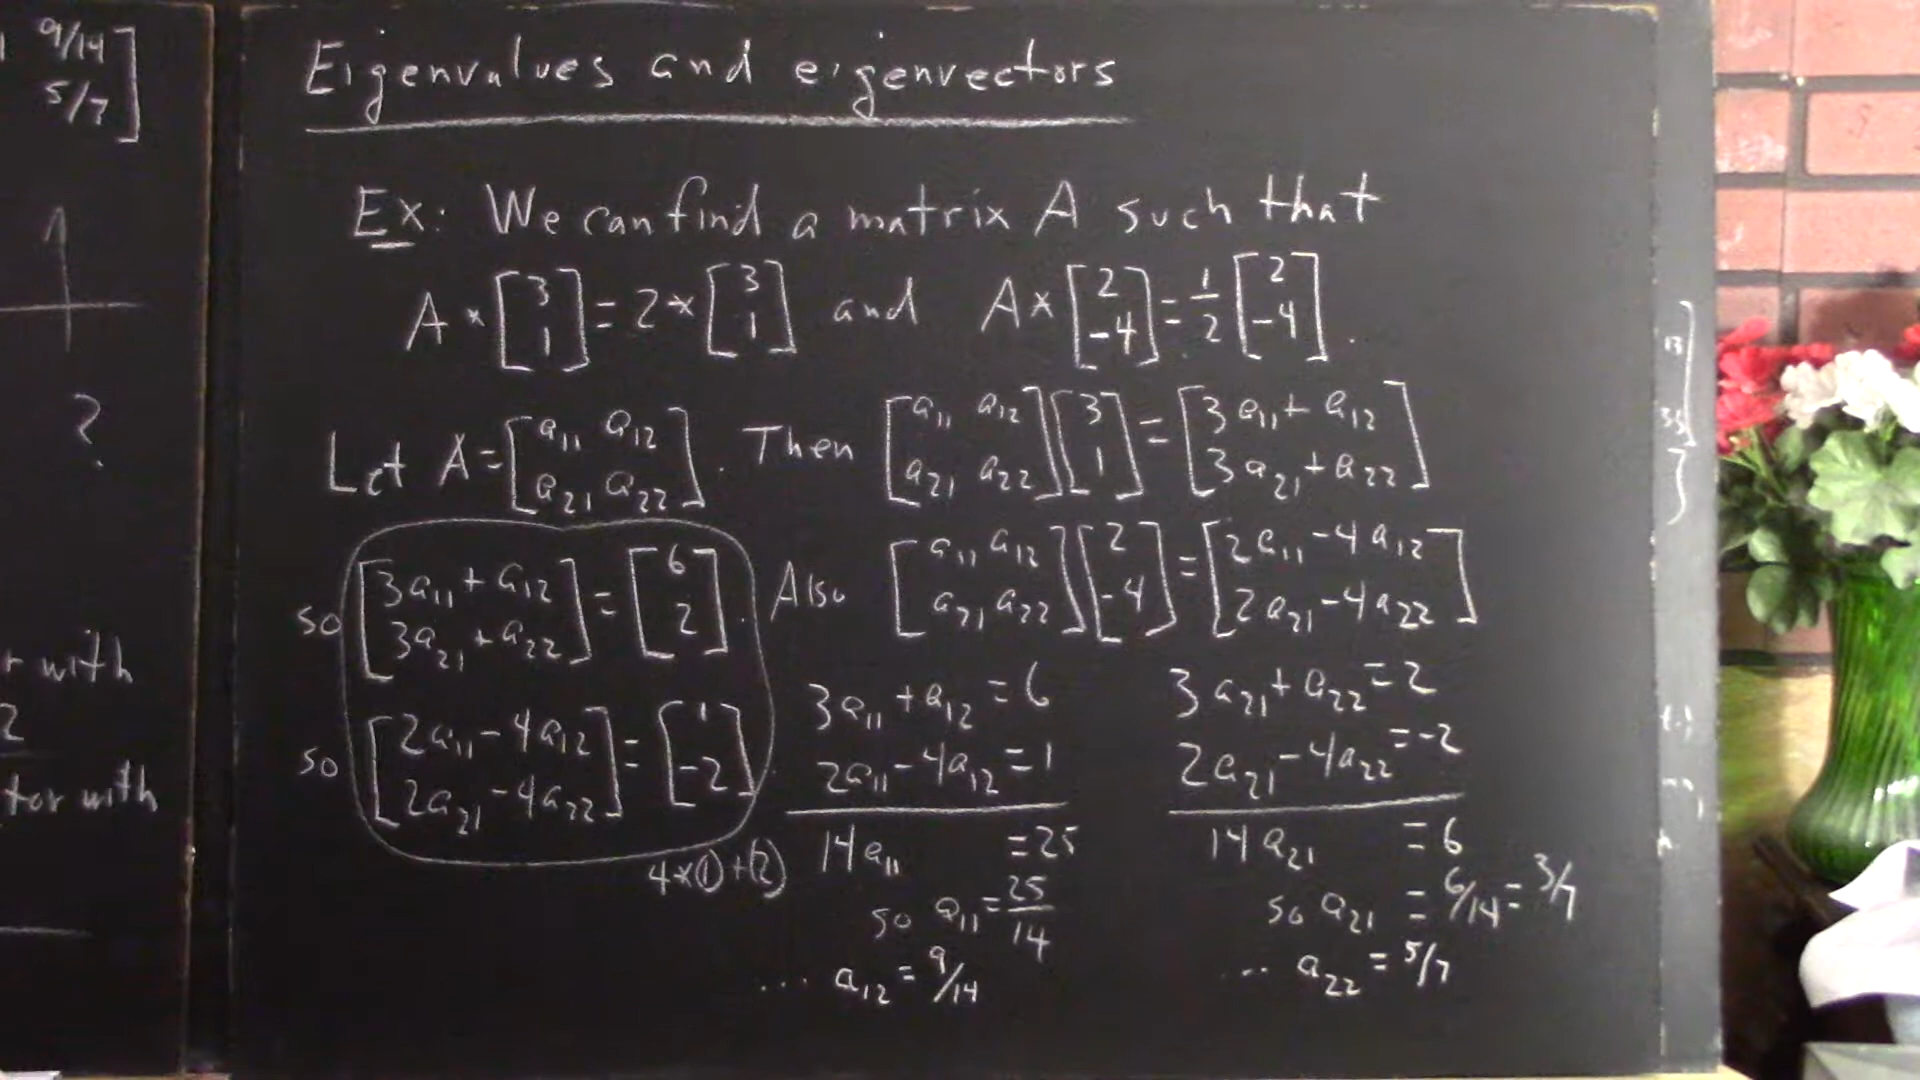 9/14
5/7
?
with
2
tor with
Eigenvalues and eigenvectors
Ex: We can find a matrix A such that
A * [3 1] = 2 * [3 1] and A * [2 -4] = 1/2 [2 -4].
Let A = [a11 a12 a21 a22]. Then [a11 a12 a21 a22] [3 1] = [3a11 + a12 3a21 + a22]
so [3a11 + a12 3a21 + a22] = [6 2]. Also [a11 a12 a21 a22] [2 -4] = [2a11 - 4a12 2a21 - 4a22]
so [2a11 - 4a12 2a21 - 4a22] = [1 -2]
3a11 + a12 = 6
2a11 - 4a12 = 1
4*(1)+(2) 14a11 = 25
so a11 = 25/14
... a12 = 9/14
3a21 + a22 = 2
2a21 - 4a22 = -2
14a21 = 6
so a21 = 6/14 = 3/7
... a22 = 5/7